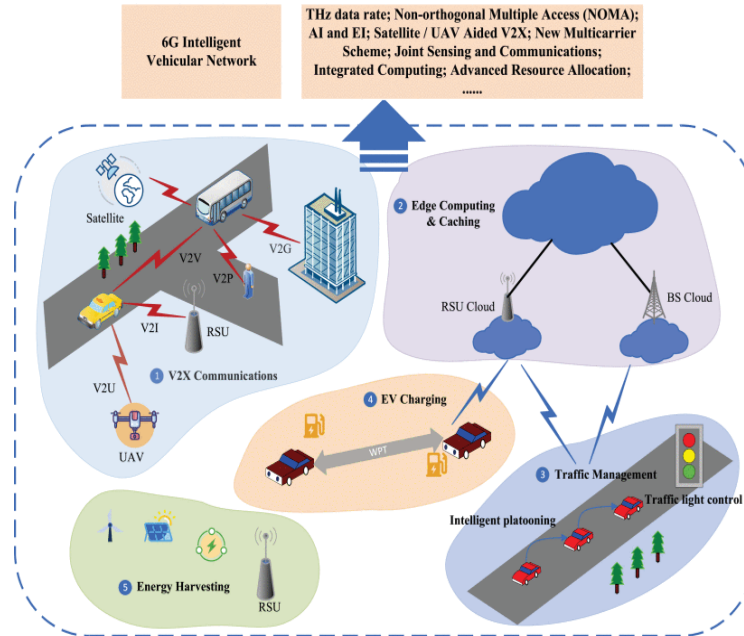 6G Intelligent
Vehicular Network
THz data rate; Non-orthogonal Multiple Access (NOMA)
AI and EI; Satellite / UAV Aided V2X; New Multicarrier
Scheme; Joint Sensing and Communications;
Integrated Computing; Advanced Resource Allocation;
......
Satellite
V2V
V2P
V2G
V2I
RSU
V2U
UAV
1 V2X Communications
2 Edge Computing
& Caching
RSU Cloud
BS Cloud
4 EV Charging
WPT
3 Traffic Management
Traffic light control
Intelligent platooning
5 Energy Harvesting
RSU